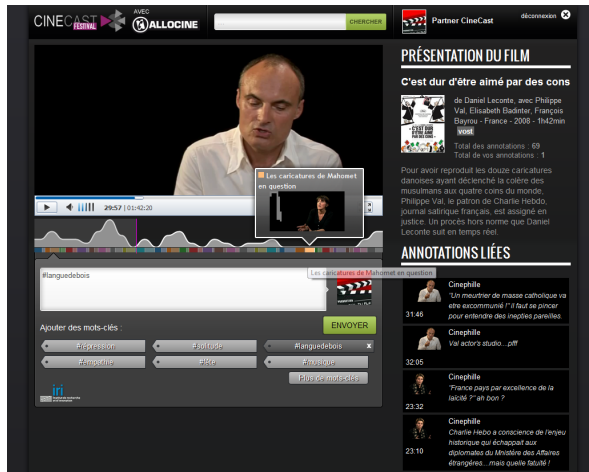 CINECAST FESTIVAL
AVEC
ALLOCINE
CHERCHER
Partner CineCast
déconnexion
Les caricatures de Mahomet
en question
29:57 | 01:42:20
Les caricatures de Mahomet en question
#languedebois
Ajouter des mots-clés :
ENVOYER
#répression
#solitude
#languedebois x
#empathie
#fête
#musique
Plus de mots-clés
iri
PRÉSENTATION DU FILM
C'est dur d'être aimé par des cons
de Daniel Leconte, avec Philippe
Val, Elisabeth Badinter, François
Bayrou - France - 2008 - 1h42min
vost
Total des annotations : 69
Total de vos annotations : 1
Pour avoir reproduit les douze caricatures
danoises ayant déclenché la colère des
musulmans aux quatre coins du monde,
Philippe Val, le patron de Charlie Hebdo,
journal satirique français, est assigné en
justice. Un procès hors norme que Daniel
Leconte suit en temps réel.
ANNOTATIONS LIÉES
Cinephille
"Un meurtrier de masse catholique va
etre excommunié !" il faut se pincer
pour entendre des inepties pareilles.
31:46
Cinephille
Val actor's studio...pfff
32:05
Cinephille
"France pays par excellence de la
laïcité ?" ah bon ?
23:32
Cinephille
Charlie Hebo a conscience de l'enjeu
historique qui échappait aux
diplomates du Mnistère des Affaires
étrangères...mais quelle fatuité !
23:10